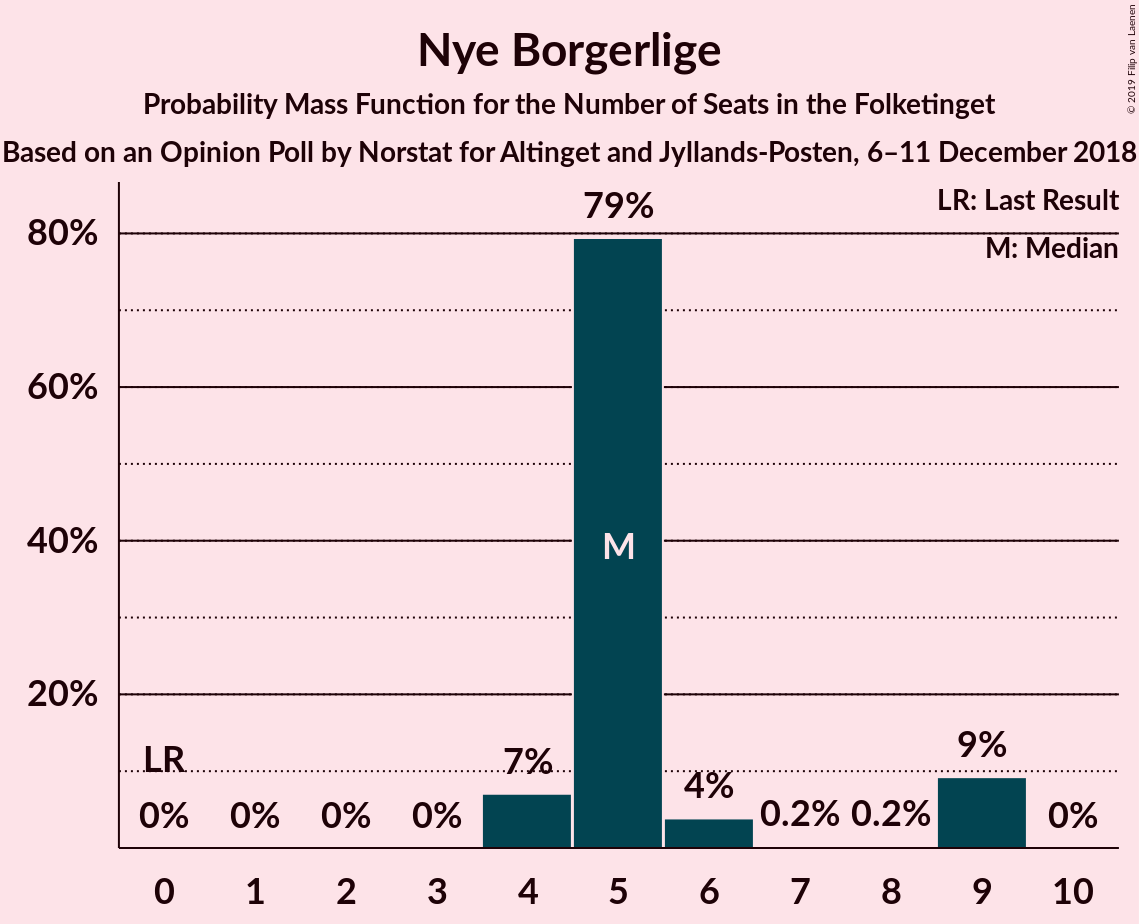 Nye Borgerlige
Probability Mass Function for the Number of Seats in the Folketinget
Based on an Opinion Poll by Norstat for Altinget and Jyllands-Posten, 6–11 December 2018
© 2019 Filip van Laenen
LR: Last Result
M: Median
79%
80%
60%
40%
20%
M
LR
0%
0%
0%
0%
7%
4%
0.2%
0.2%
9%
0%
0 1 2 3 4 5 6 7 8 9 10